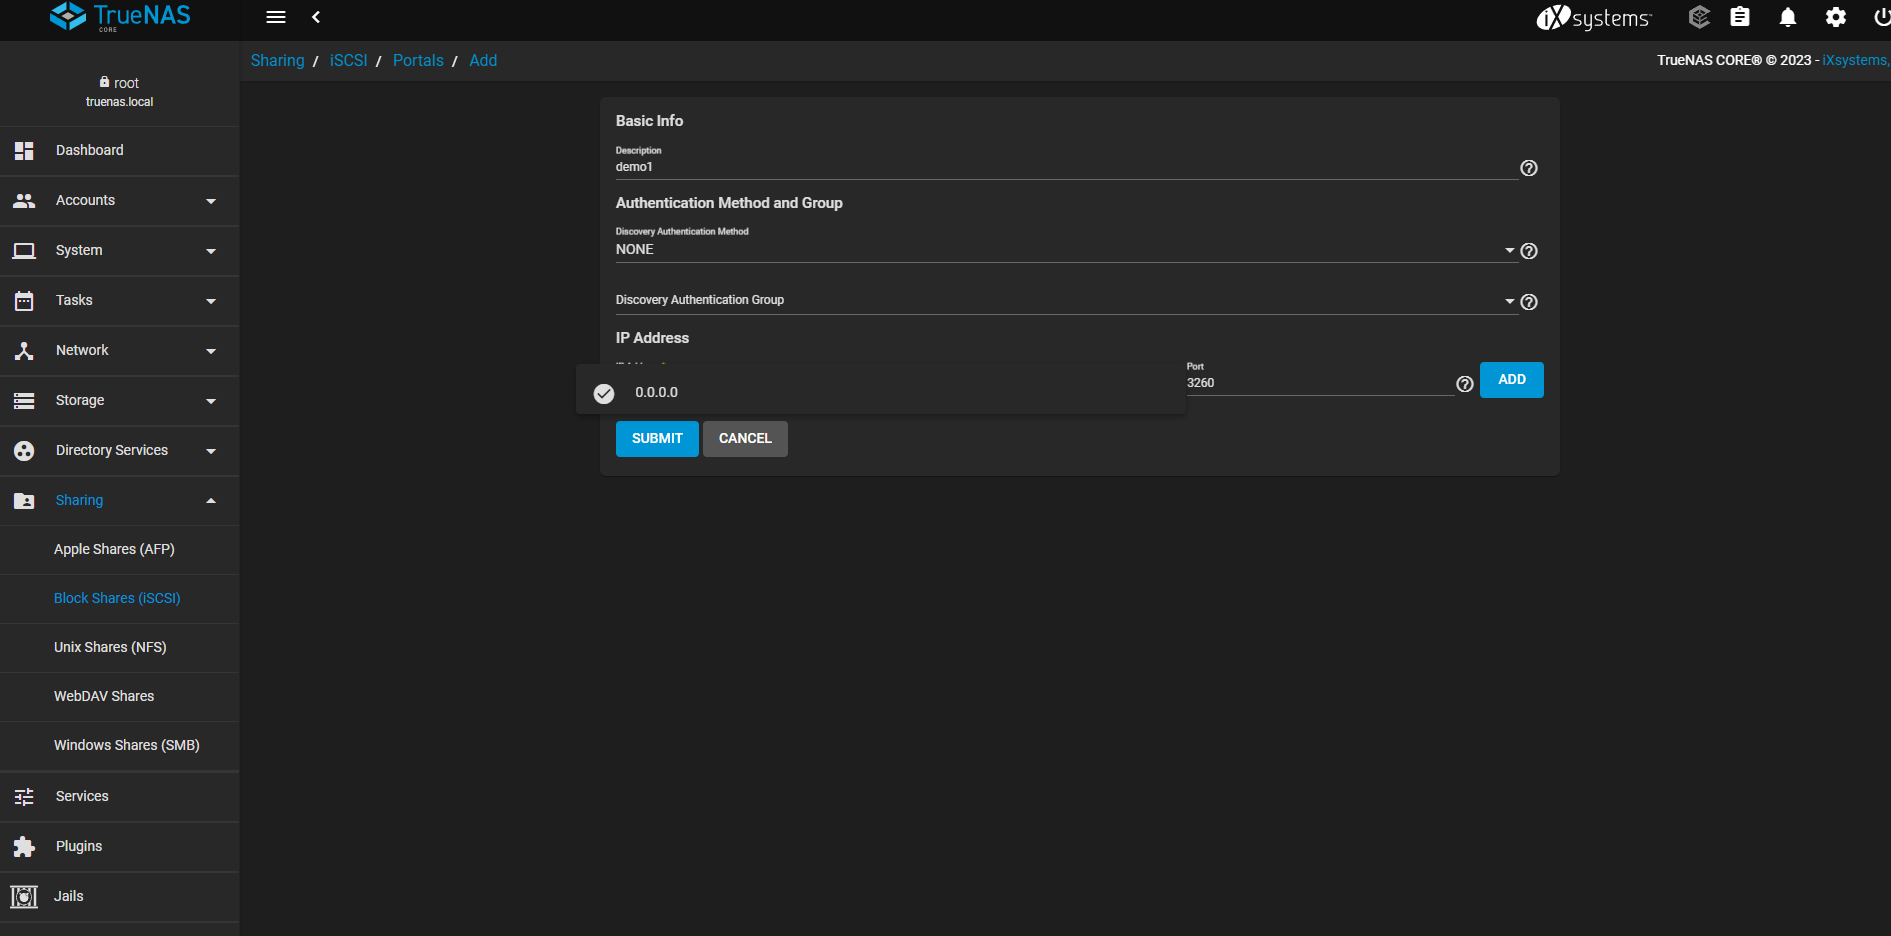 TrueNAS
CORE
iXsystems
Sharing / iSCSI / Portals / Add
TrueNAS CORE® © 2023 - iXsystems,
root
truenas.local
Dashboard
Accounts
System
Tasks
Network
Storage
Directory Services
Sharing
Apple Shares (AFP)
Block Shares (iSCSI)
Unix Shares (NFS)
WebDAV Shares
Windows Shares (SMB)
Services
Plugins
Jails
Basic Info
Description
demo1
Authentication Method and Group
Discovery Authentication Method
NONE
Discovery Authentication Group
IP Address
0.0.0.0
Port
3260
ADD
SUBMIT
CANCEL